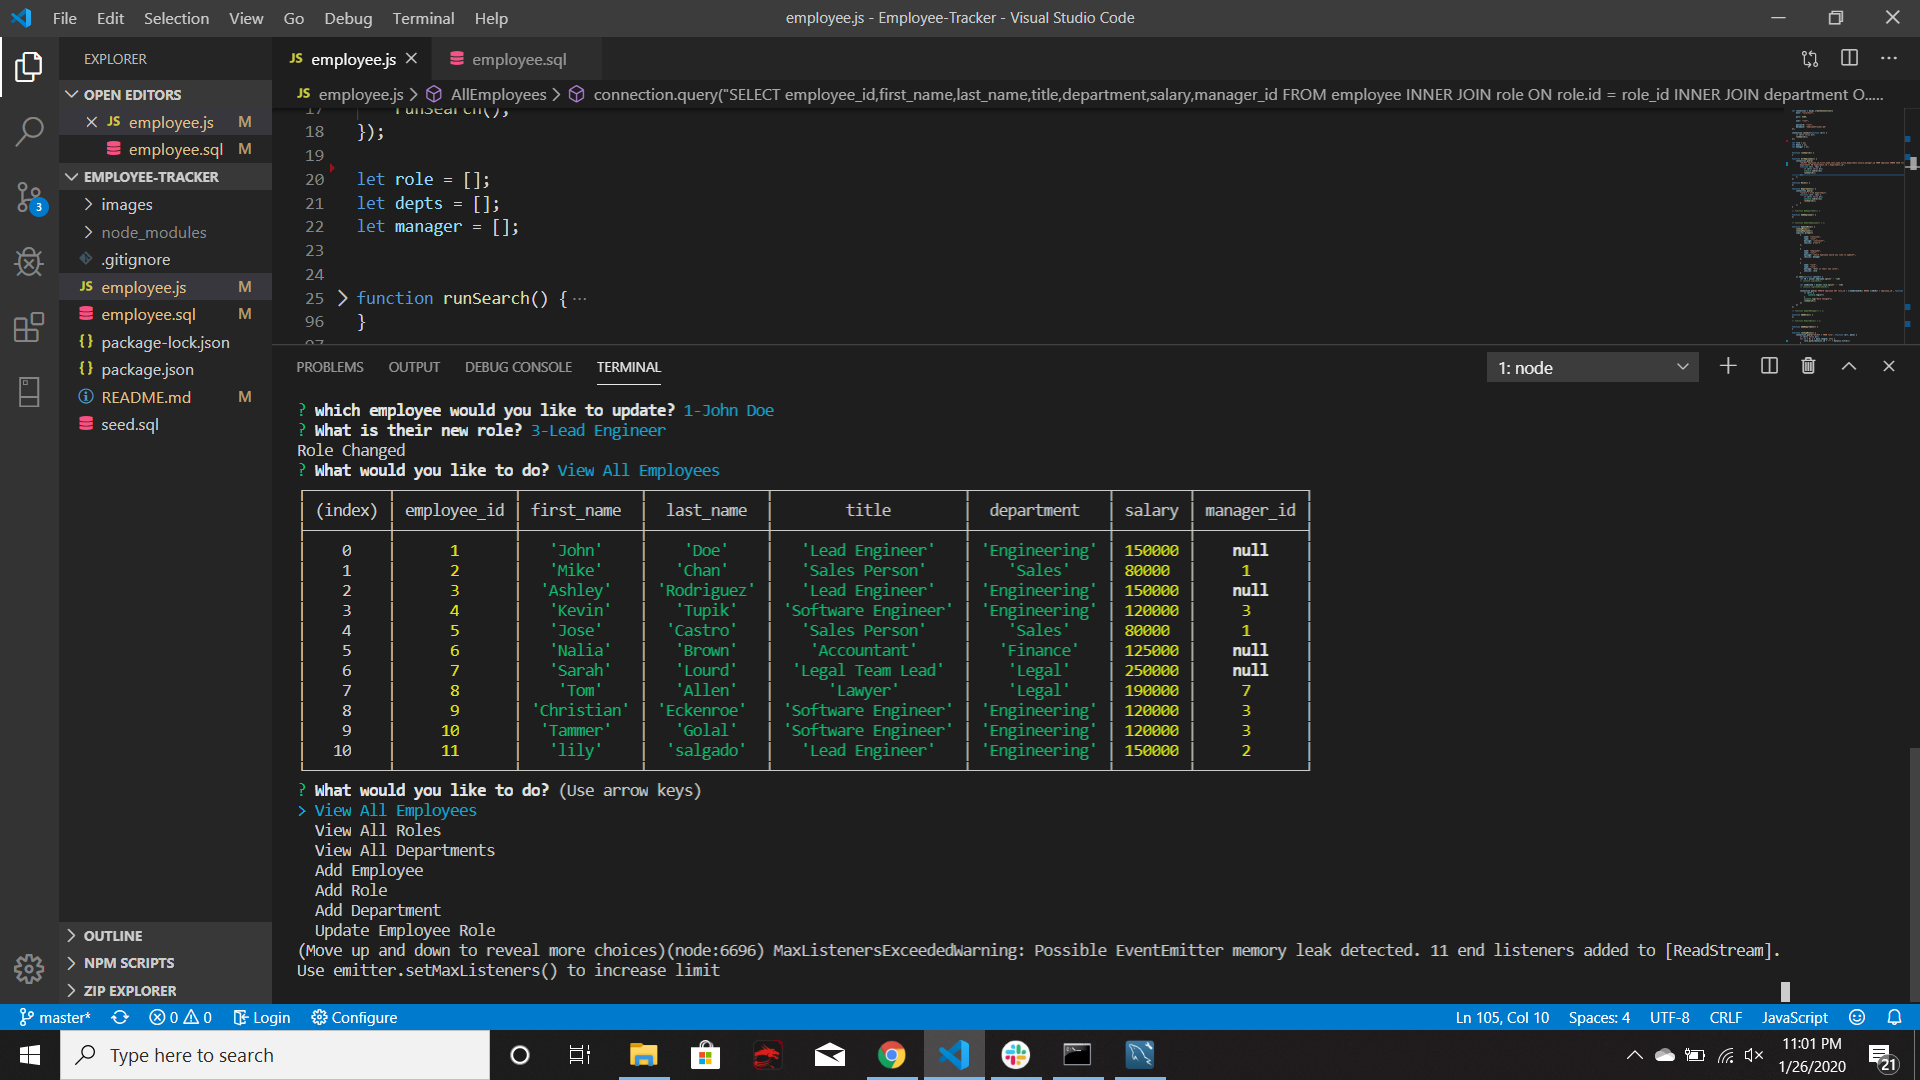 File Edit Selection View Go Debug Terminal Help
employee.js - Employee-Tracker - Visual Studio Code
EXPLORER
OPEN EDITORS
employee.js M
employee.sql M
EMPLOYEE-TRACKER
images
node_modules
.gitignore
JS employee.js M
employee.sql M
{} package-lock.json
{} package.json
README.md M
seed.sql
OUTLINE
NPM SCRIPTS
ZIP EXPLORER
3
JS employee.js
employee.sql
JS employee.js > AllEmployees > connection.query("SELECT employee_id,first_name,last_name,title,department,salary,manager_id FROM employee INNER JOIN role ON role.id = role_id INNER JOIN department O......
17 runSearch();
18 });
19
20 let role = [];
21 let depts = [];
22 let manager = [];
23
24
25 function runSearch() { ...
96 }
97
PROBLEMS OUTPUT DEBUG CONSOLE TERMINAL
1: node
? which employee would you like to update? 1-John Doe
? What is their new role? 3-Lead Engineer
Role Changed
? What would you like to do? View All Employees
(index) employee_id first_name last_name title department salary manager_id
0 1 'John' 'Doe' 'Lead Engineer' 'Engineering' 150000 null
1 2 'Mike' 'Chan' 'Sales Person' 'Sales' 80000 1
2 3 'Ashley' 'Rodriguez' 'Lead Engineer' 'Engineering' 150000 null
3 4 'Kevin' 'Tupik' 'Software Engineer' 'Engineering' 120000 3
4 5 'Jose' 'Castro' 'Sales Person' 'Sales' 80000 1
5 6 'Nalia' 'Brown' 'Accountant' 'Finance' 125000 null
6 7 'Sarah' 'Lourd' 'Legal Team Lead' 'Legal' 250000 null
7 8 'Tom' 'Allen' 'Lawyer' 'Legal' 190000 7
8 9 'Christian' 'Eckenroe' 'Software Engineer' 'Engineering' 120000 3
9 10 'Tammer' 'Golal' 'Software Engineer' 'Engineering' 120000 3
10 11 'lily' 'salgado' 'Lead Engineer' 'Engineering' 150000 2
? What would you like to do? (Use arrow keys)
> View All Employees
View All Roles
View All Departments
Add Employee
Add Role
Add Department
Update Employee Role
(Move up and down to reveal more choices)(node:6696) MaxListenersExceededWarning: Possible EventEmitter memory leak detected. 11 end listeners added to [ReadStream].
Use emitter.setMaxListeners() to increase limit
master* 0 0 Login Configure
Ln 105, Col 10 Spaces: 4 UTF-8 CRLF JavaScript
Type here to search
11:01 PM
1/26/2020
21